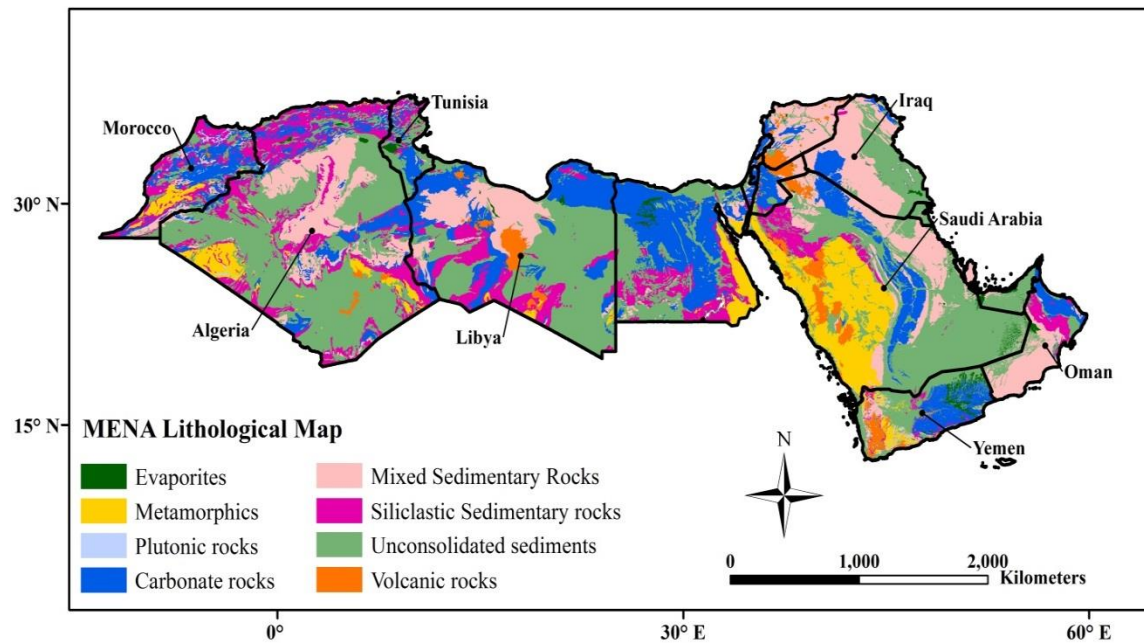 Tunisia
Morocco
Iraq
30° N
Saudi Arabia
Algeria
Libya
Oman
15° N
Yemen
MENA Lithological Map
N
Evaporites
Mixed Sedimentary Rocks
Metamorphics
Siliclastic Sedimentary rocks
Plutonic rocks
Unconsolidated sediments
Carbonate rocks
Volcanic rocks
0 1,000 2,000
Kilometers
0° 30° E 60° E